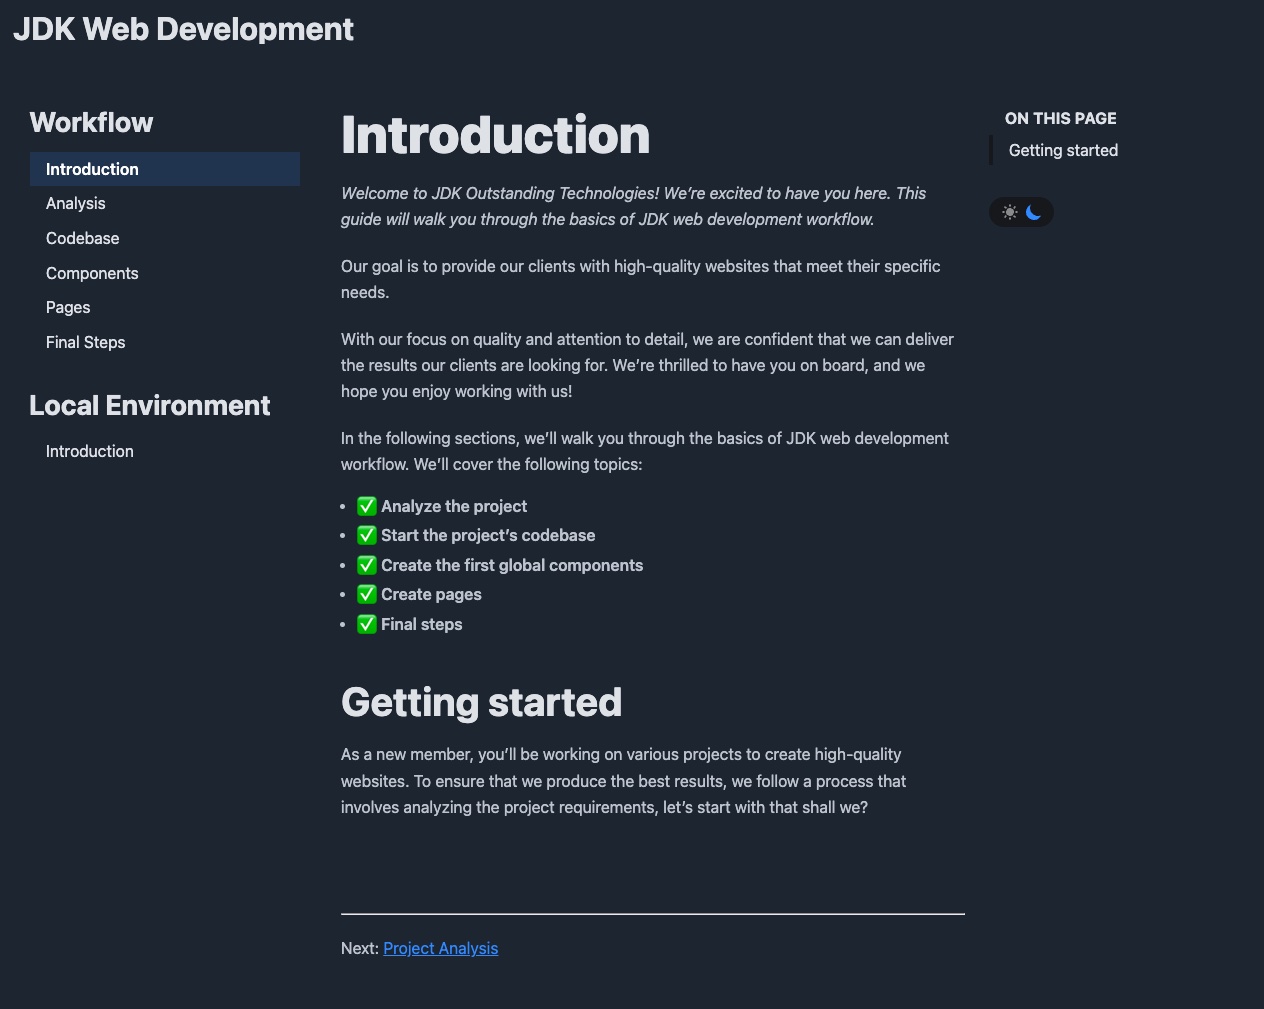 JDK Web Development
Workflow
Introduction
Analysis
Codebase
Components
Pages
Final Steps
Local Environment
Introduction
Introduction
Welcome to JDK Outstanding Technologies! We’re excited to have you here. This
guide will walk you through the basics of JDK web development workflow.
Our goal is to provide our clients with high-quality websites that meet their specific
needs.
With our focus on quality and attention to detail, we are confident that we can deliver
the results our clients are looking for. We’re thrilled to have you on board, and we
hope you enjoy working with us!
In the following sections, we’ll walk you through the basics of JDK web development
workflow. We’ll cover the following topics:
• ✅ Analyze the project
• ✅ Start the project’s codebase
• ✅ Create the first global components
• ✅ Create pages
• ✅ Final steps
Getting started
As a new member, you’ll be working on various projects to create high-quality
websites. To ensure that we produce the best results, we follow a process that
involves analyzing the project requirements, let’s start with that shall we?
Next: Project Analysis
ON THIS PAGE
Getting started